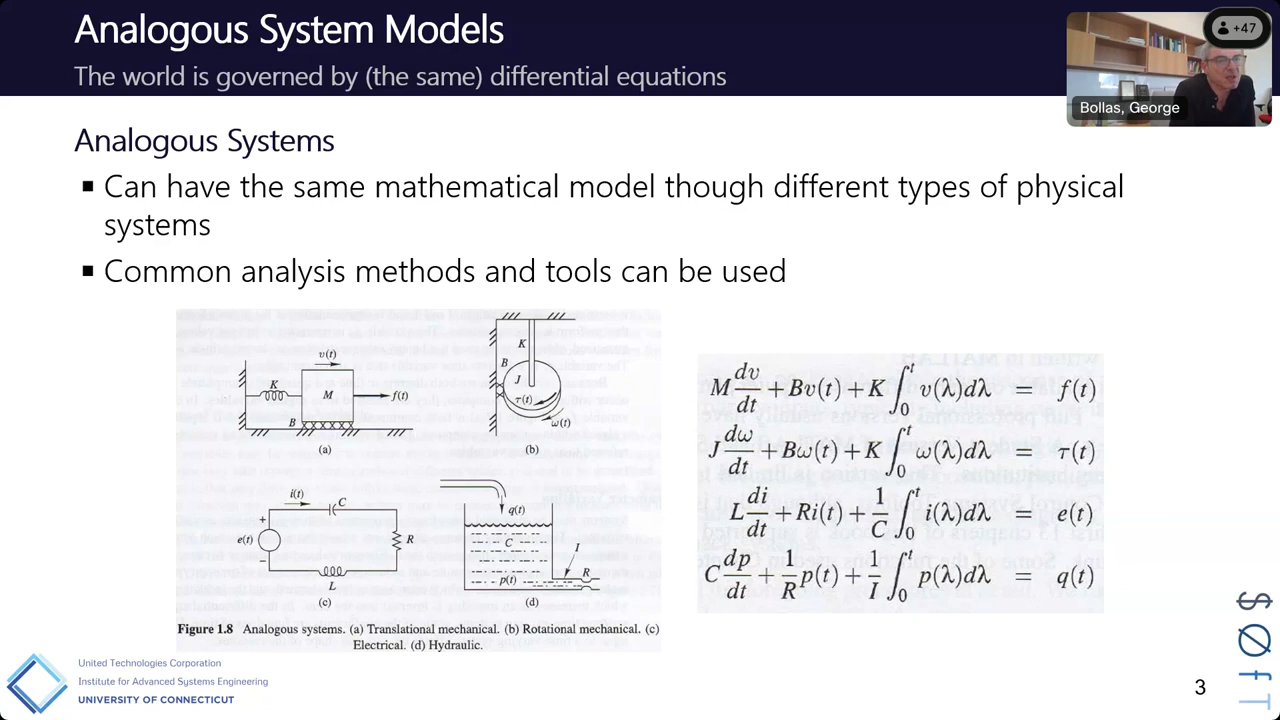 Analogous System Models
The world is governed by (the same) differential equations
+47
Bollas, George
Analogous Systems
▪ Can have the same mathematical model though different types of physical
systems
▪ Common analysis methods and tools can be used
v(t)
K
M
f(t)
B
(a)
K
B
J
τ(t)
ω(t)
(b)
i(t)
C
+
e(t)
−
R
L
(c)
q(t)
C
I
R
p(t)
(d)
Figure 1.8 Analogous systems. (a) Translational mechanical. (b) Rotational mechanical. (c)
Electrical. (d) Hydraulic.
M dv/dt + Bv(t) + K ∫₀ᵗ v(λ)dλ = f(t)
J dω/dt + Bω(t) + K ∫₀ᵗ ω(λ)dλ = τ(t)
L di/dt + Ri(t) + 1/C ∫₀ᵗ i(λ)dλ = e(t)
C dp/dt + 1/R p(t) + 1/I ∫₀ᵗ p(λ)dλ = q(t)
United Technologies Corporation
Institute for Advanced Systems Engineering
UNIVERSITY OF CONNECTICUT
3